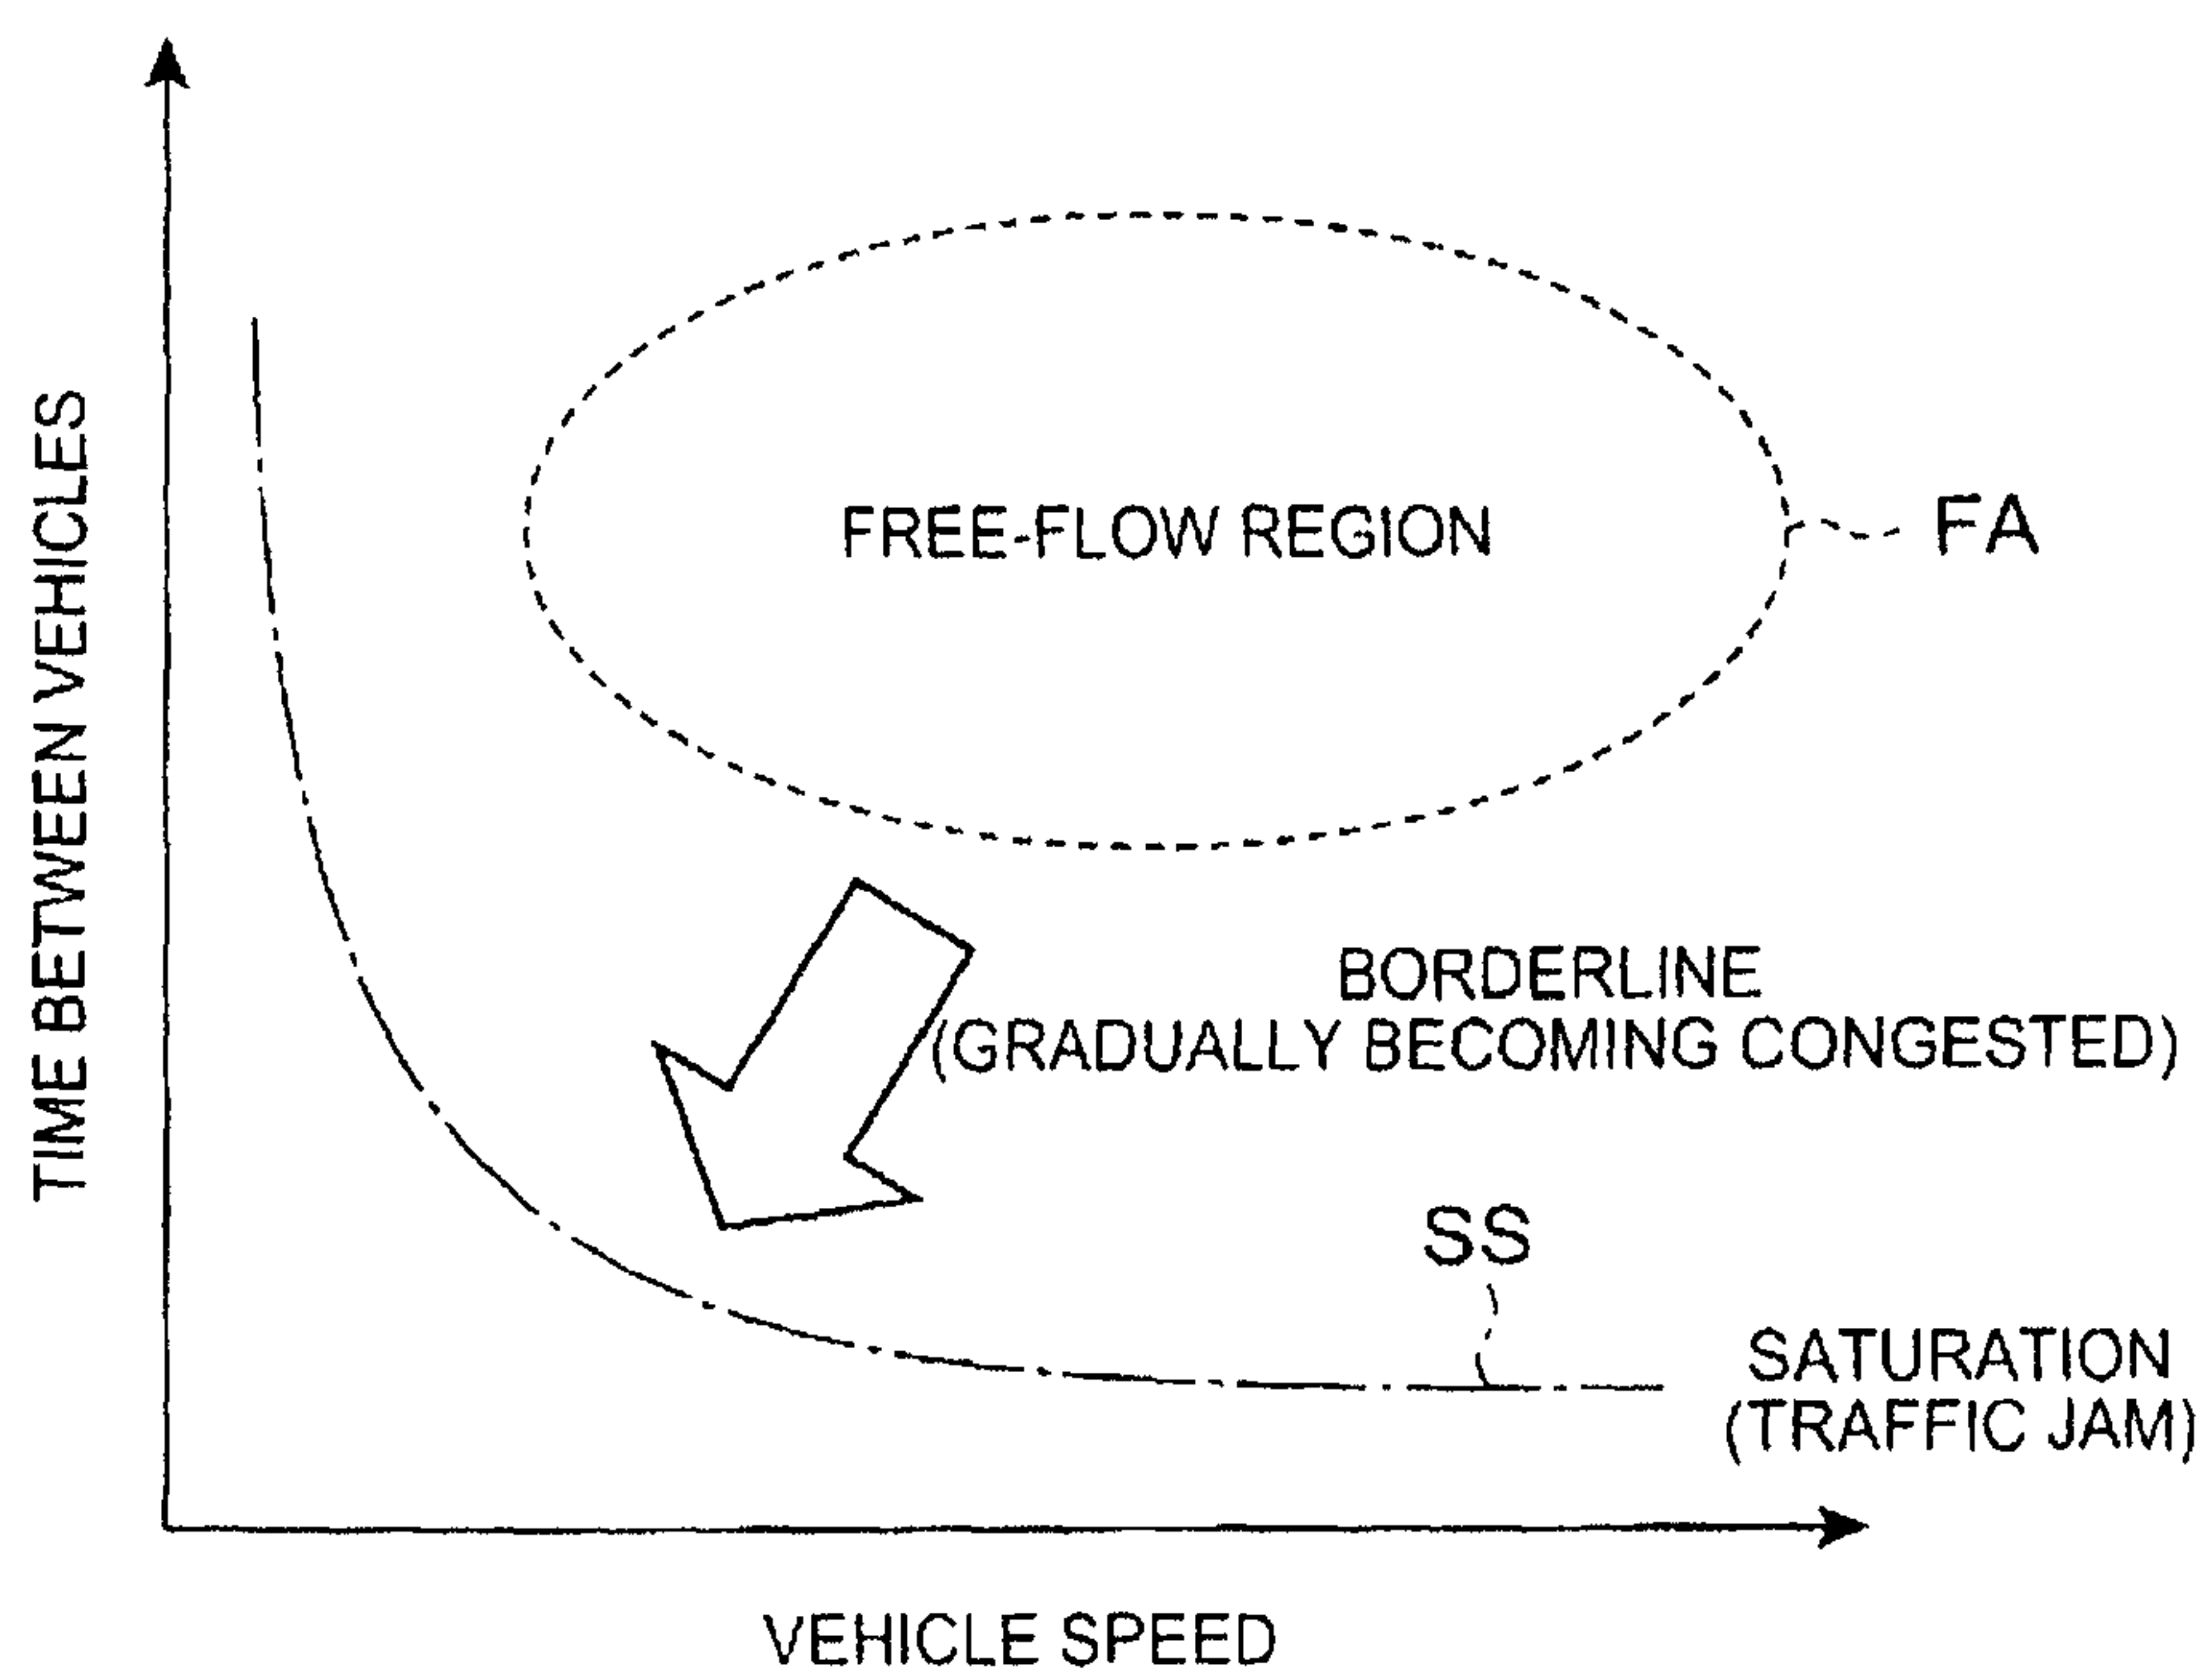 TIME BETWEEN VEHICLES
FREE-FLOW REGION
FA
BORDERLINE
(GRADUALLY BECOMING CONGESTED)
SS
SATURATION
(TRAFFIC JAM)
VEHICLE SPEED